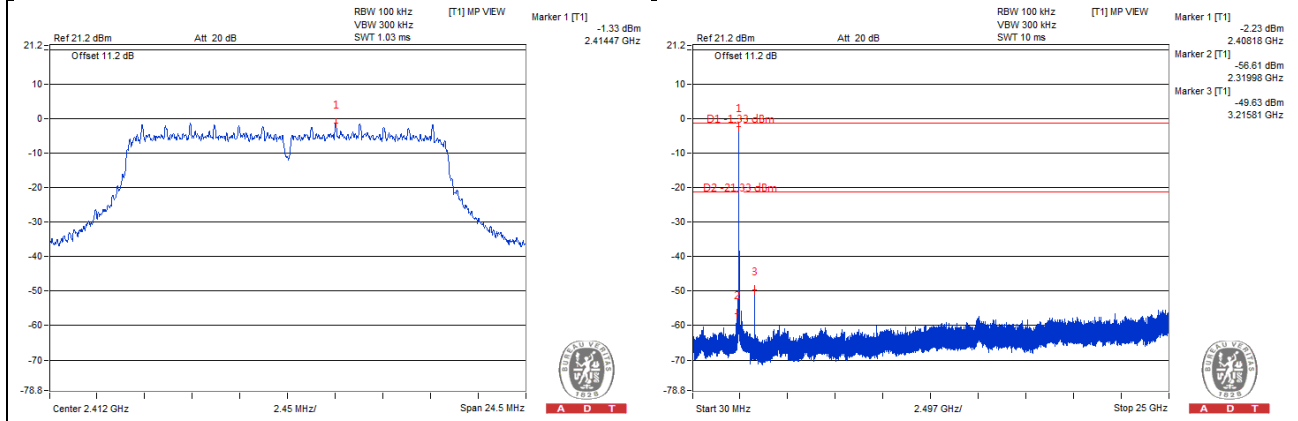 RBW 100 kHz [T1] MP VIEW
VBW 300 kHz
Ref 21.2 dBm Att 20 dB SWT 1.03 ms
Marker 1 [T1]
-1.33 dBm
2.41447 GHz
21.2
Offset 11.2 dB
10
1
0
-10
-20
-30
-40
-50
-60
-70
-78.8
Center 2.412 GHz 2.45 MHz/ Span 24.5 MHz
BUREAU VERITAS
1828
A D T
RBW 100 kHz [T1] MP VIEW
VBW 300 kHz
Ref 21.2 dBm Att 20 dB SWT 10 ms
Marker 1 [T1]
-2.23 dBm
2.40818 GHz
Marker 2 [T1]
-56.61 dBm
2.31998 GHz
Marker 3 [T1]
-49.63 dBm
3.21581 GHz
21.2
Offset 11.2 dB
10
1
0
D1 -1.33 dBm
-10
-20
D2 -21.33 dBm
-30
-40
3
-50
2
-60
-70
-78.8
Start 30 MHz 2.497 GHz/ Stop 25 GHz
BUREAU VERITAS
1828
A D T